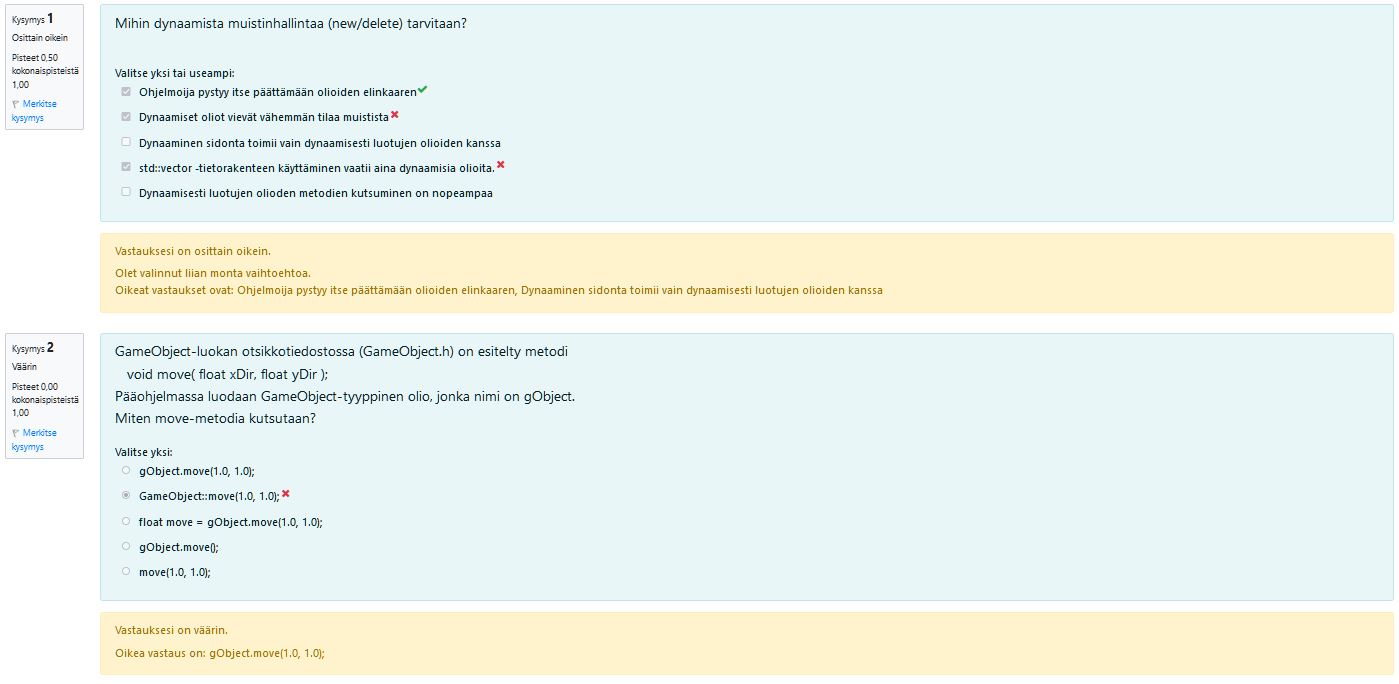 Kysymys 1
Osittain oikein
Pisteet 0,50
kokonaispisteistä
1,00
Merkitse
kysymys
Mihin dynaamista muistinhallintaa (new/delete) tarvitaan?
Valitse yksi tai useampi:
Ohjelmoija pystyy itse päättämään olioiden elinkaaren
Dynaamiset oliot vievät vähemmän tilaa muistista
Dynaaminen sidonta toimii vain dynaamisesti luotujen olioiden kanssa
std::vector -tietorakenteen käyttäminen vaatii aina dynaamisia olioita.
Dynaamisesti luotujen olioden metodien kutsuminen on nopeampaa
Vastauksesi on osittain oikein.
Olet valinnut liian monta vaihtoehtoa.
Oikeat vastaukset ovat: Ohjelmoija pystyy itse päättämään olioiden elinkaaren, Dynaaminen sidonta toimii vain dynaamisesti luotujen olioiden kanssa
Kysymys 2
Väärin
Pisteet 0,00
kokonaispisteistä
1,00
Merkitse
kysymys
GameObject-luokan otsikkotiedostossa (GameObject.h) on esitelty metodi
void move( float xDir, float yDir );
Pääohjelmassa luodaan GameObject-tyyppinen olio, jonka nimi on gObject.
Miten move-metodia kutsutaan?
Valitse yksi:
gObject.move(1.0, 1.0);
GameObject::move(1.0, 1.0);
float move = gObject.move(1.0, 1.0);
gObject.move();
move(1.0, 1.0);
Vastauksesi on väärin.
Oikea vastaus on: gObject.move(1.0, 1.0);